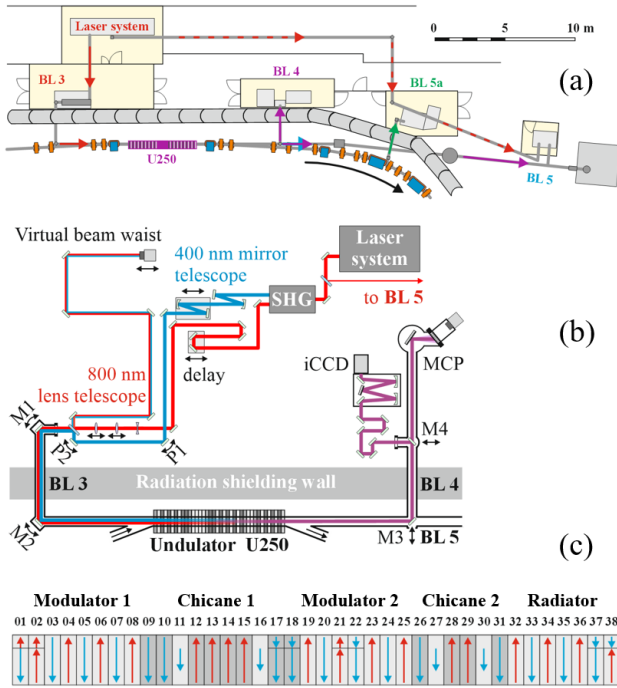 Laser system
0 5 10 m
BL 3
BL 4
BL 5a
(a)
U250
BL 5
Virtual beam waist
400 nm mirror
telescope
Laser
system
SHG
to BL 5
(b)
MCP
iCCD
delay
800 nm
lens telescope
M1
P2
P1
M4
BL 3
Radiation shielding wall
BL 4
M2
Undulator U250
M3
BL 5
(c)
Modulator 1 Chicane 1 Modulator 2 Chicane 2 Radiator
01 02 03 04 05 06 07 08 09 10 11 12 13 14 15 16 17 18 19 20 21 22 23 24 25 26 27 28 29 30 31 32 33 34 35 36 37 38